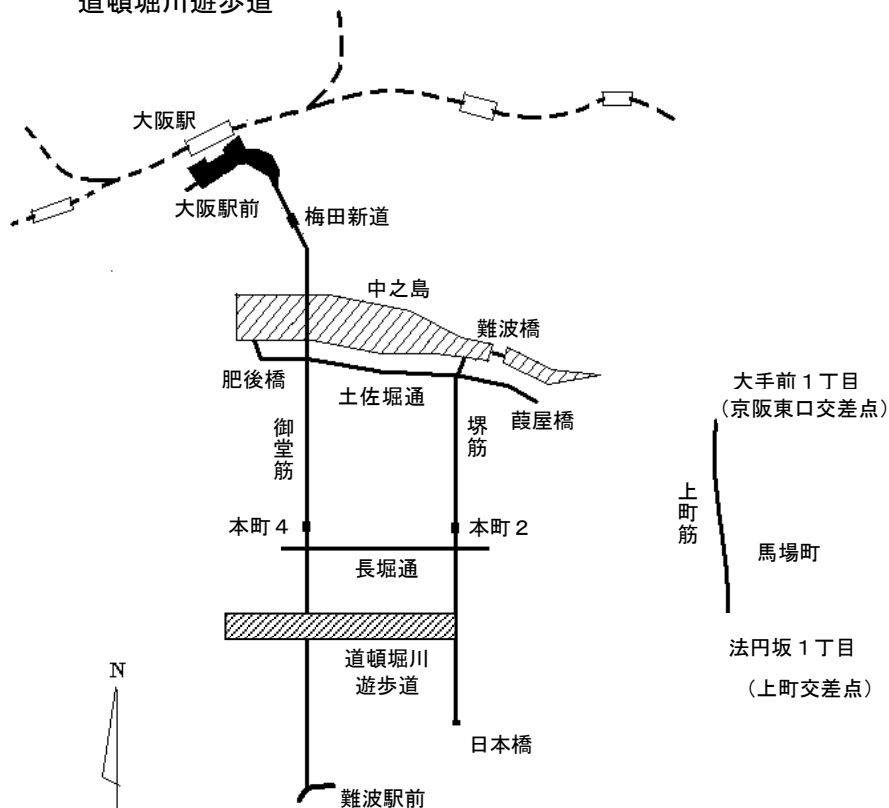 道頓堀川遊歩道
大阪駅
大阪駅前
梅田新道
中之島
難波橋
肥後橋
土佐堀通
葭屋橋
大手前1丁目
（京阪東口交差点）
御堂筋
堺筋
上町筋
本町4
本町2
馬場町
長堀通
道頓堀川
遊歩道
法円坂1丁目
（上町交差点）
N
日本橋
難波駅前